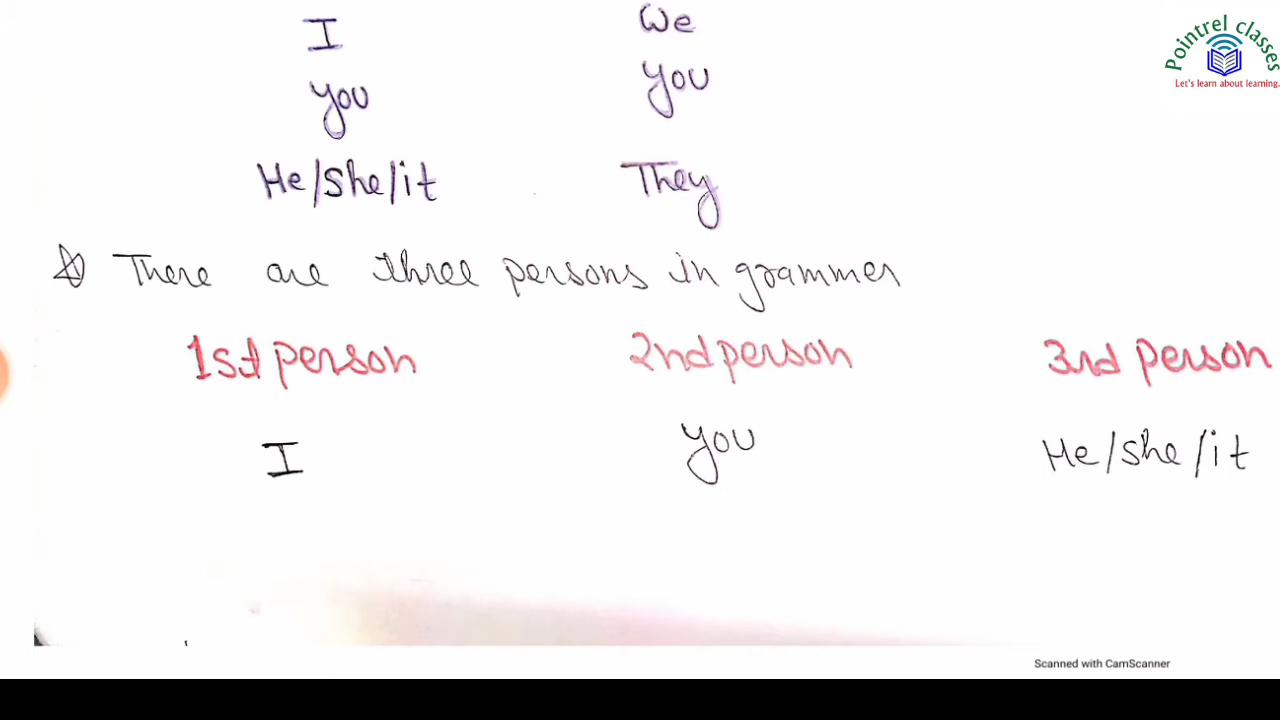 I We
You You
He/She/it They
There are three persons in grammer
1st person 2nd person 3rd person
I You He/She/it
Pointrel classes
Let's learn about learning.
Scanned with CamScanner